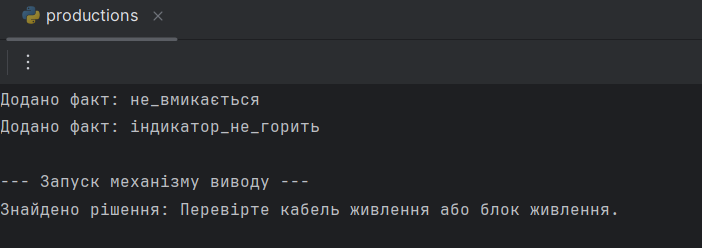 productions
Додано факт: не_вмикається
Додано факт: індикатор_не_горить
--- Запуск механізму виводу ---
Знайдено рішення: Перевірте кабель живлення або блок живлення.